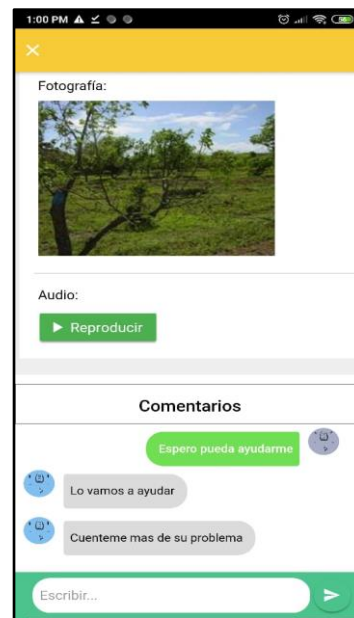 1:00 PM
Fotografía:
Audio:
Reproducir
Comentarios
Espero pueda ayudarme
Lo vamos a ayudar
Cuenteme mas de su problema
Escribir...